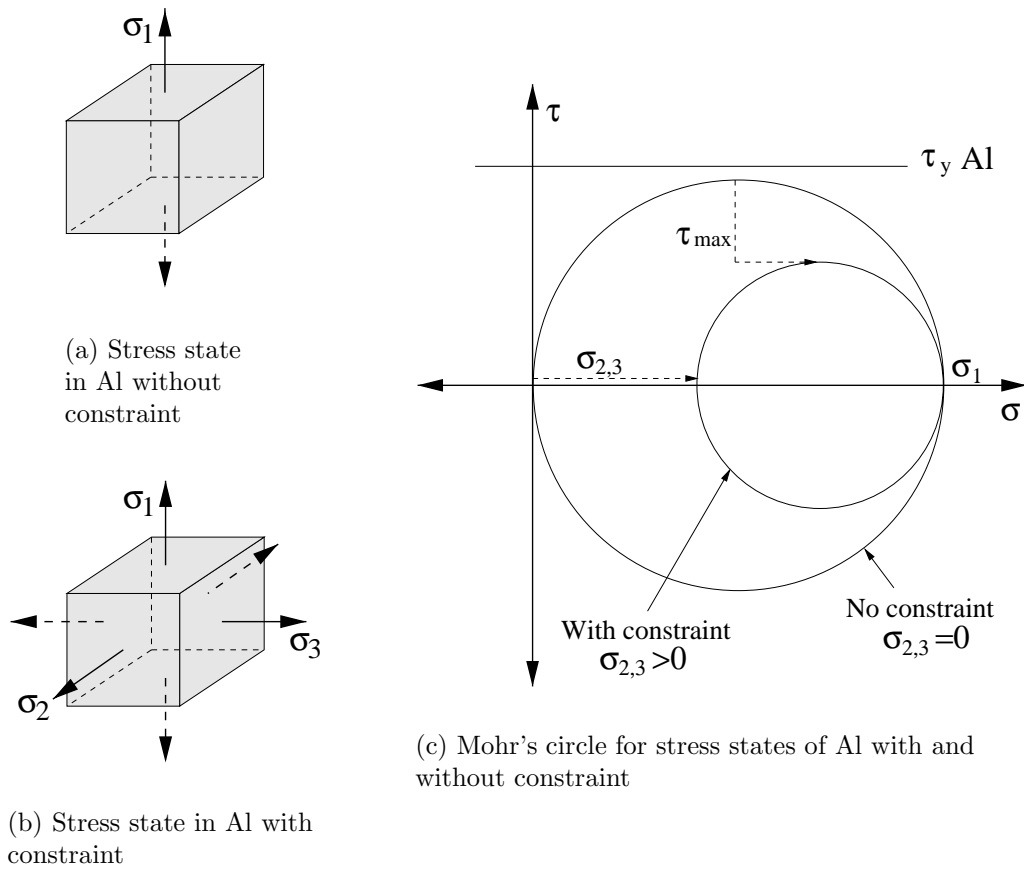 σ1
(a) Stress state
in Al without
constraint
σ1
σ3
σ2
(b) Stress state in Al with
constraint
τ
τy Al
τmax
σ2,3
σ1
σ
With constraint
σ2,3 >0
No constraint
σ2,3 =0
(c) Mohr's circle for stress states of Al with and
without constraint